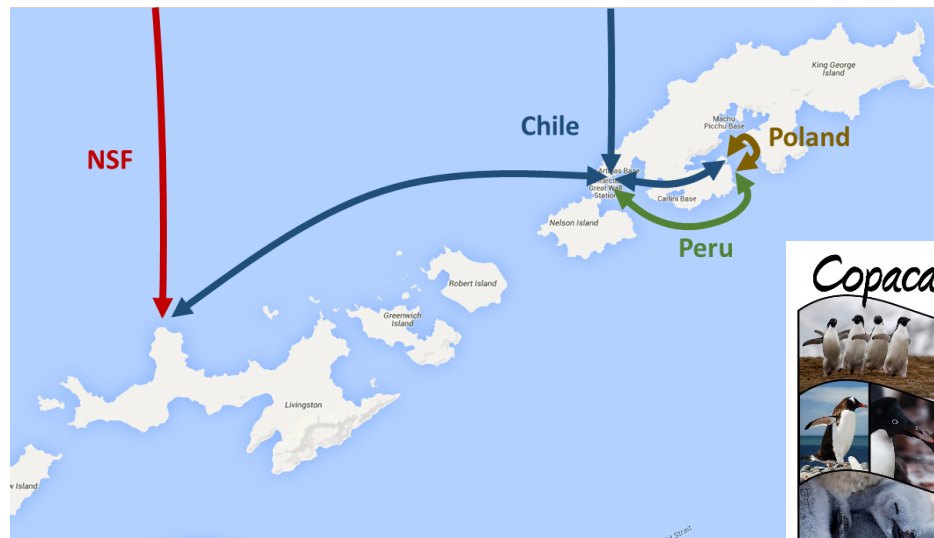 King George
Island
Machu
Picchu Base
Chile
Poland
NSF
Great Wall
Station
Carlini Base
Nelson Island
Peru
Robert Island
Copaca
Greenwich
Island
Livingston
Island